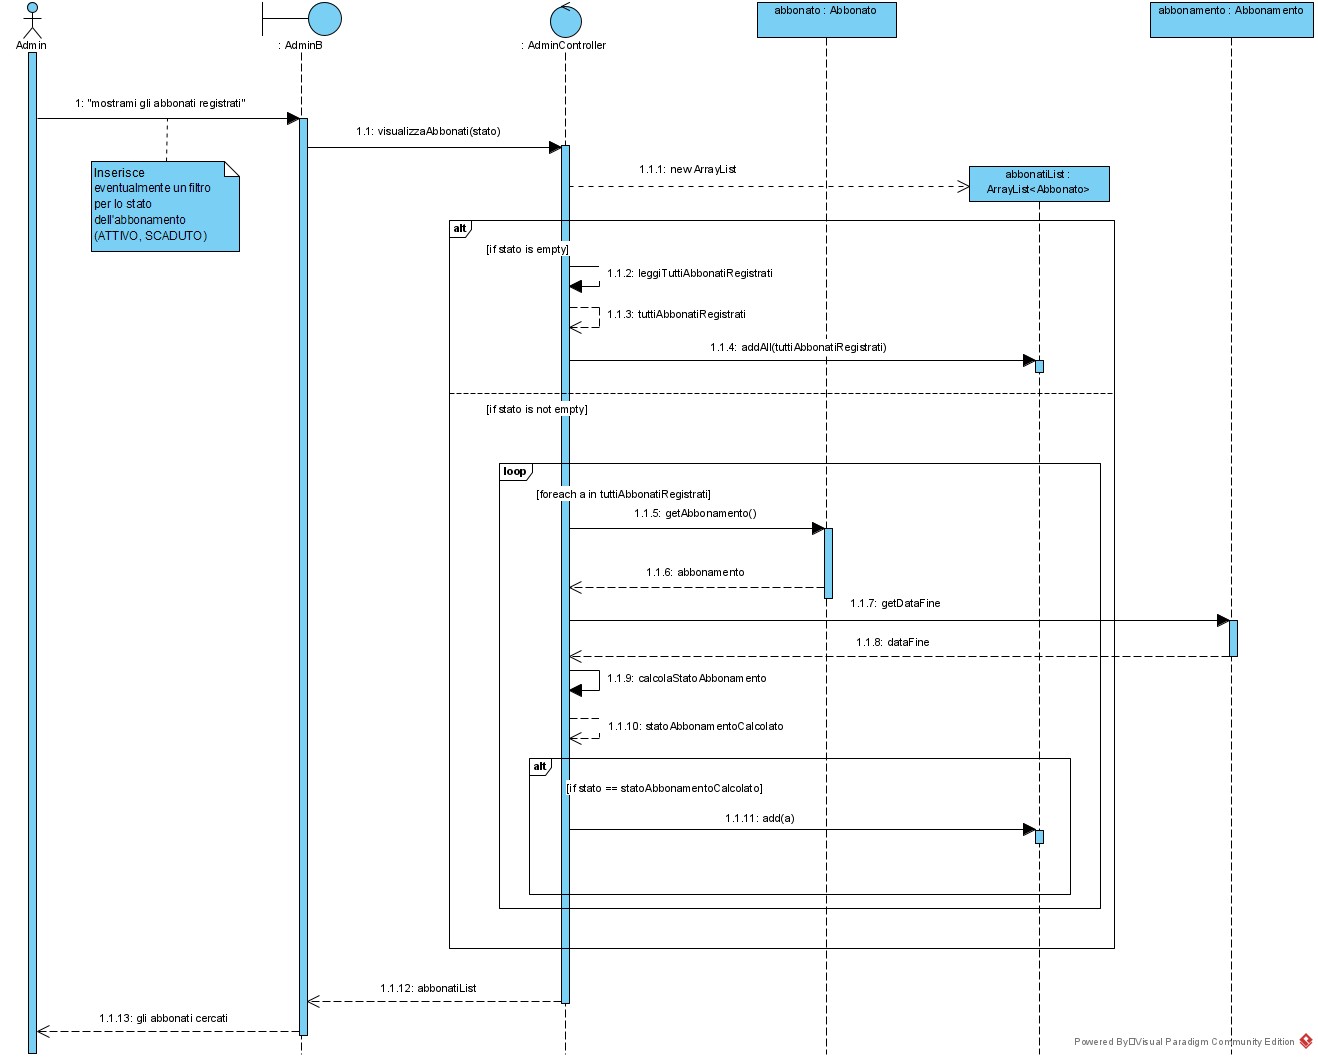 abbonato : Abbonato
abbonamento : Abbonamento
Admin
: AdminB
: AdminController
1: "mostrami gli abbonati registrati"
1.1: visualizzaAbbonati(stato)
Inserisce
eventualmente un filtro
per lo stato
dell'abbonamento
(ATTIVO, SCADUTO)
1.1.1: new ArrayList
abbonatiList :
ArrayList<Abbonato>
alt
[if stato is empty]
1.1.2: leggiTuttiAbbonatiRegistrati
1.1.3: tuttiAbbonatiRegistrati
1.1.4: addAll(tuttiAbbonatiRegistrati)
[if stato is not empty]
loop
[foreach a in tuttiAbbonatiRegistrati]
1.1.5: getAbbonamento()
1.1.6: abbonamento
1.1.7: getDataFine
1.1.8: dataFine
1.1.9: calcolaStatoAbbonamento
1.1.10: statoAbbonamentoCalcolato
alt
[if stato == statoAbbonamentoCalcolato]
1.1.11: add(a)
1.1.12: abbonatiList
1.1.13: gli abbonati cercati
Powered By Visual Paradigm Community Edition